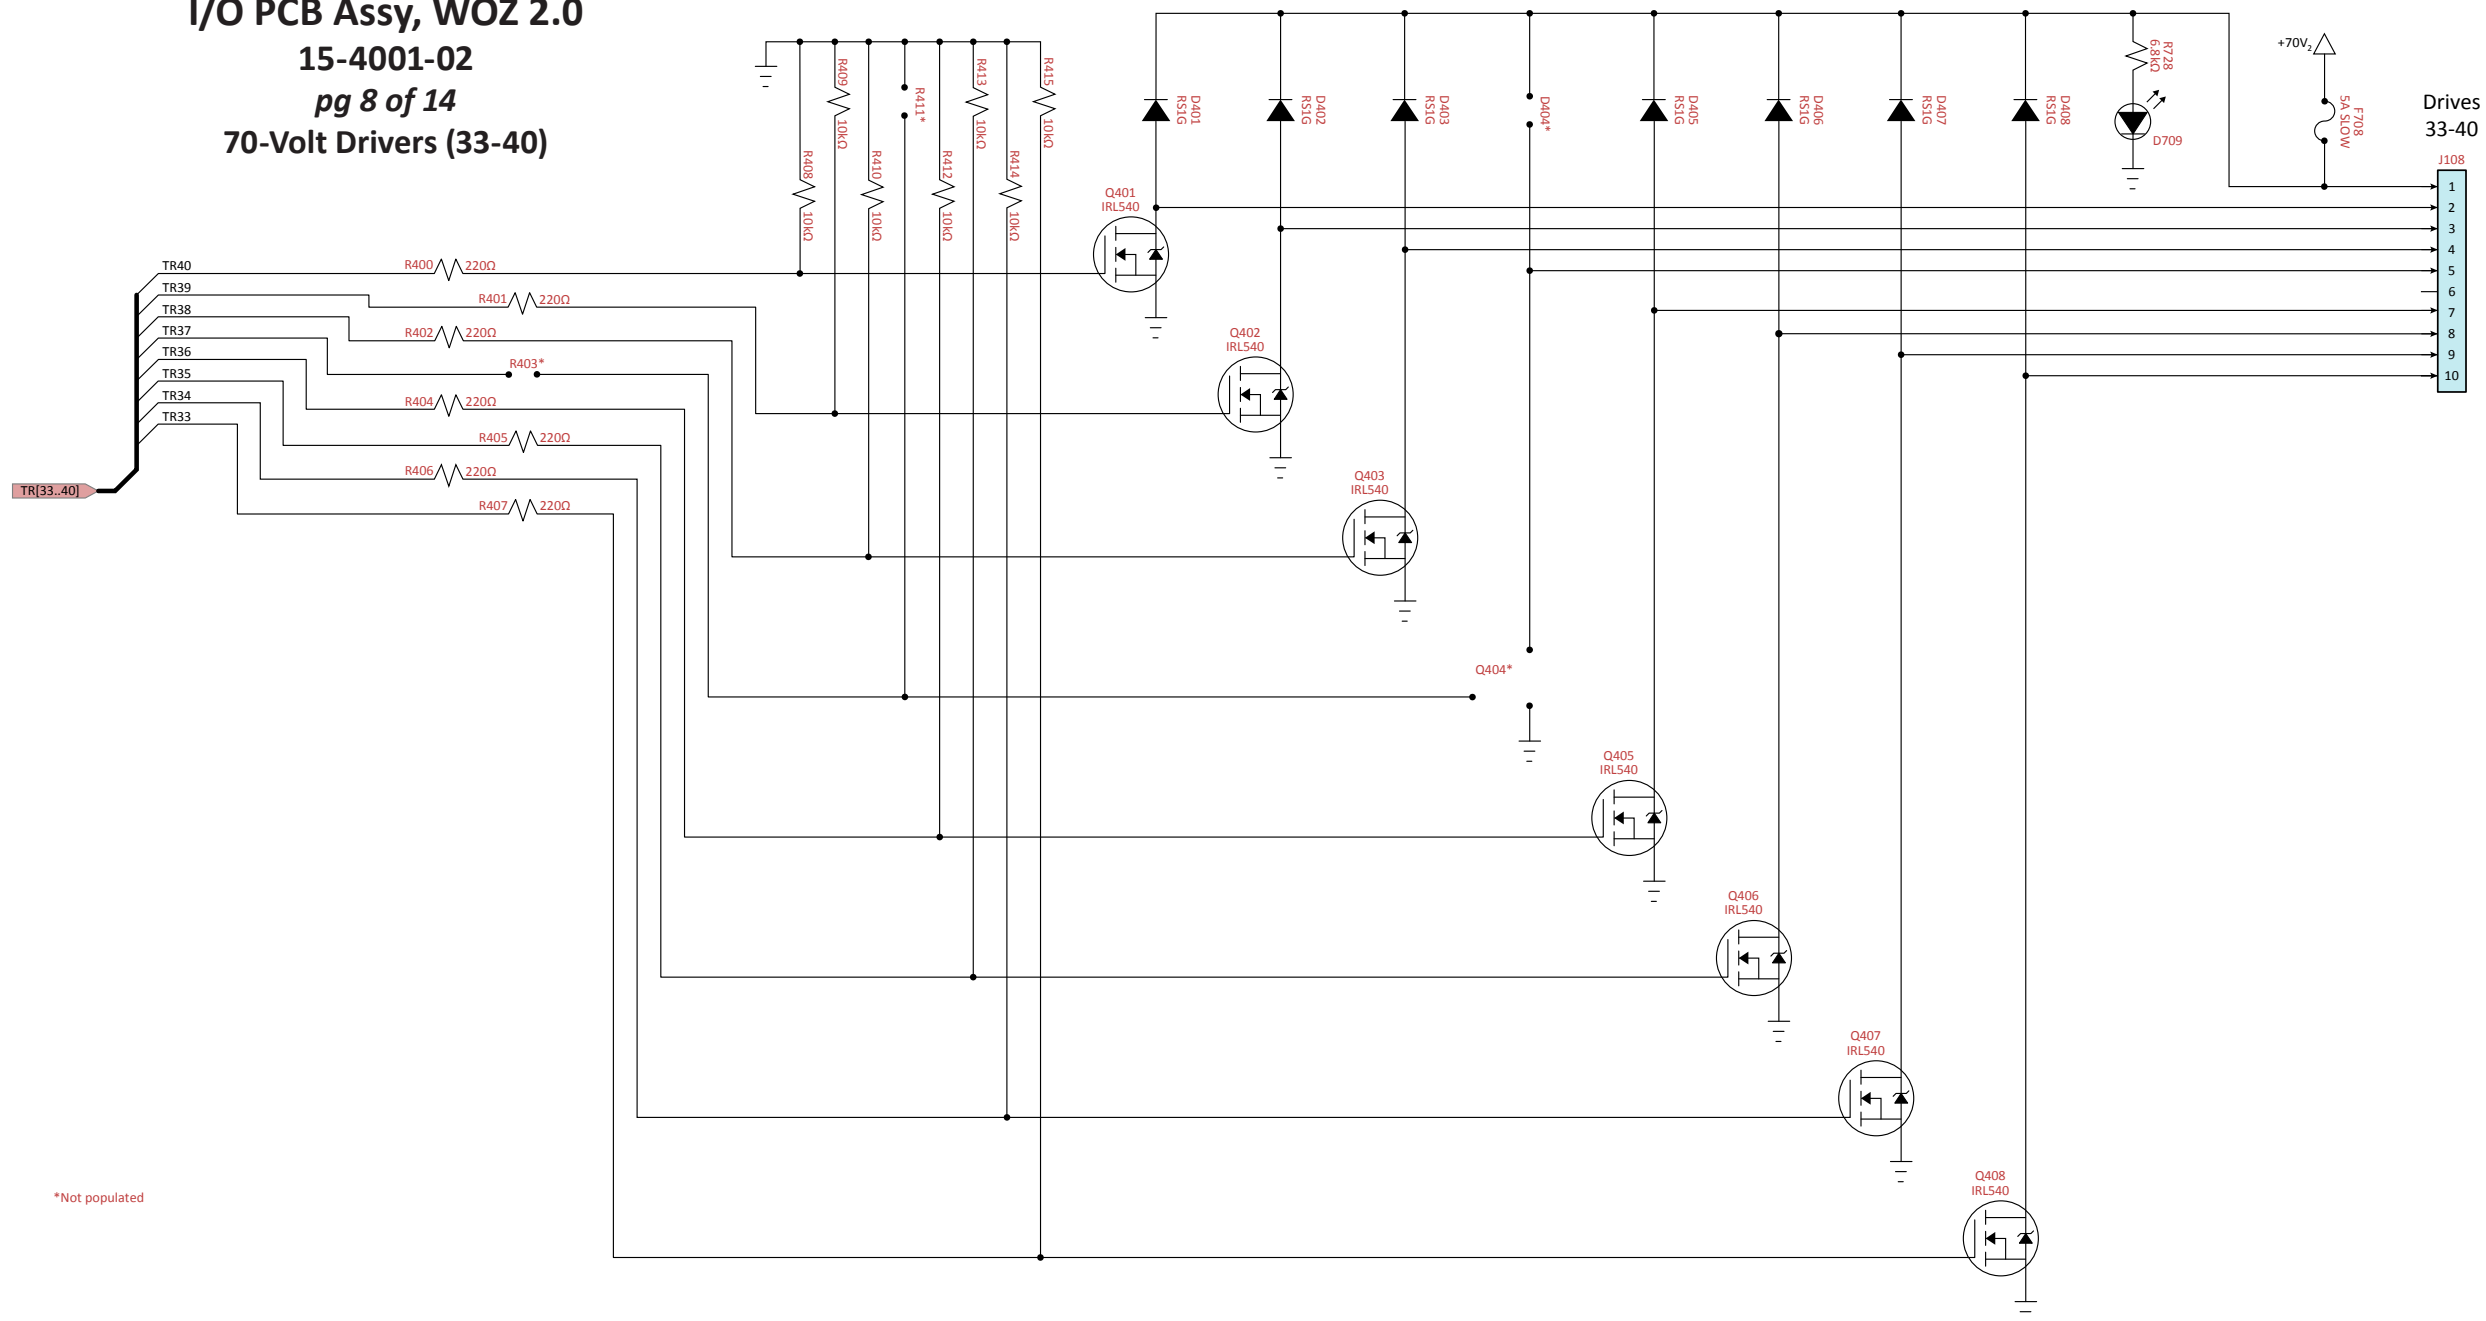 I/O PCB Assy, WOZ 2.0
15-4001-02
pg 8 of 14
70-Volt Drivers (33-40)
R409
10kΩ
R411*
R413
10kΩ
R415
10kΩ
R408
10kΩ
R410
10kΩ
R412
10kΩ
R414
10kΩ
D401
RS1G
D402
RS1G
D403
RS1G
D404*
D405
RS1G
D406
RS1G
D407
RS1G
D408
RS1G
R728
6.8kΩ
D709
+70V2
F708
5A SLOW
Drives
33-40
J108
1
2
3
4
5
6
7
8
9
10
TR40
TR39
TR38
TR37
TR36
TR35
TR34
TR33
TR[33..40]
R400 220Ω
R401 220Ω
R402 220Ω
R403*
R404 220Ω
R405 220Ω
R406 220Ω
R407 220Ω
Q401
IRL540
Q402
IRL540
Q403
IRL540
Q404*
Q405
IRL540
Q406
IRL540
Q407
IRL540
Q408
IRL540
*Not populated